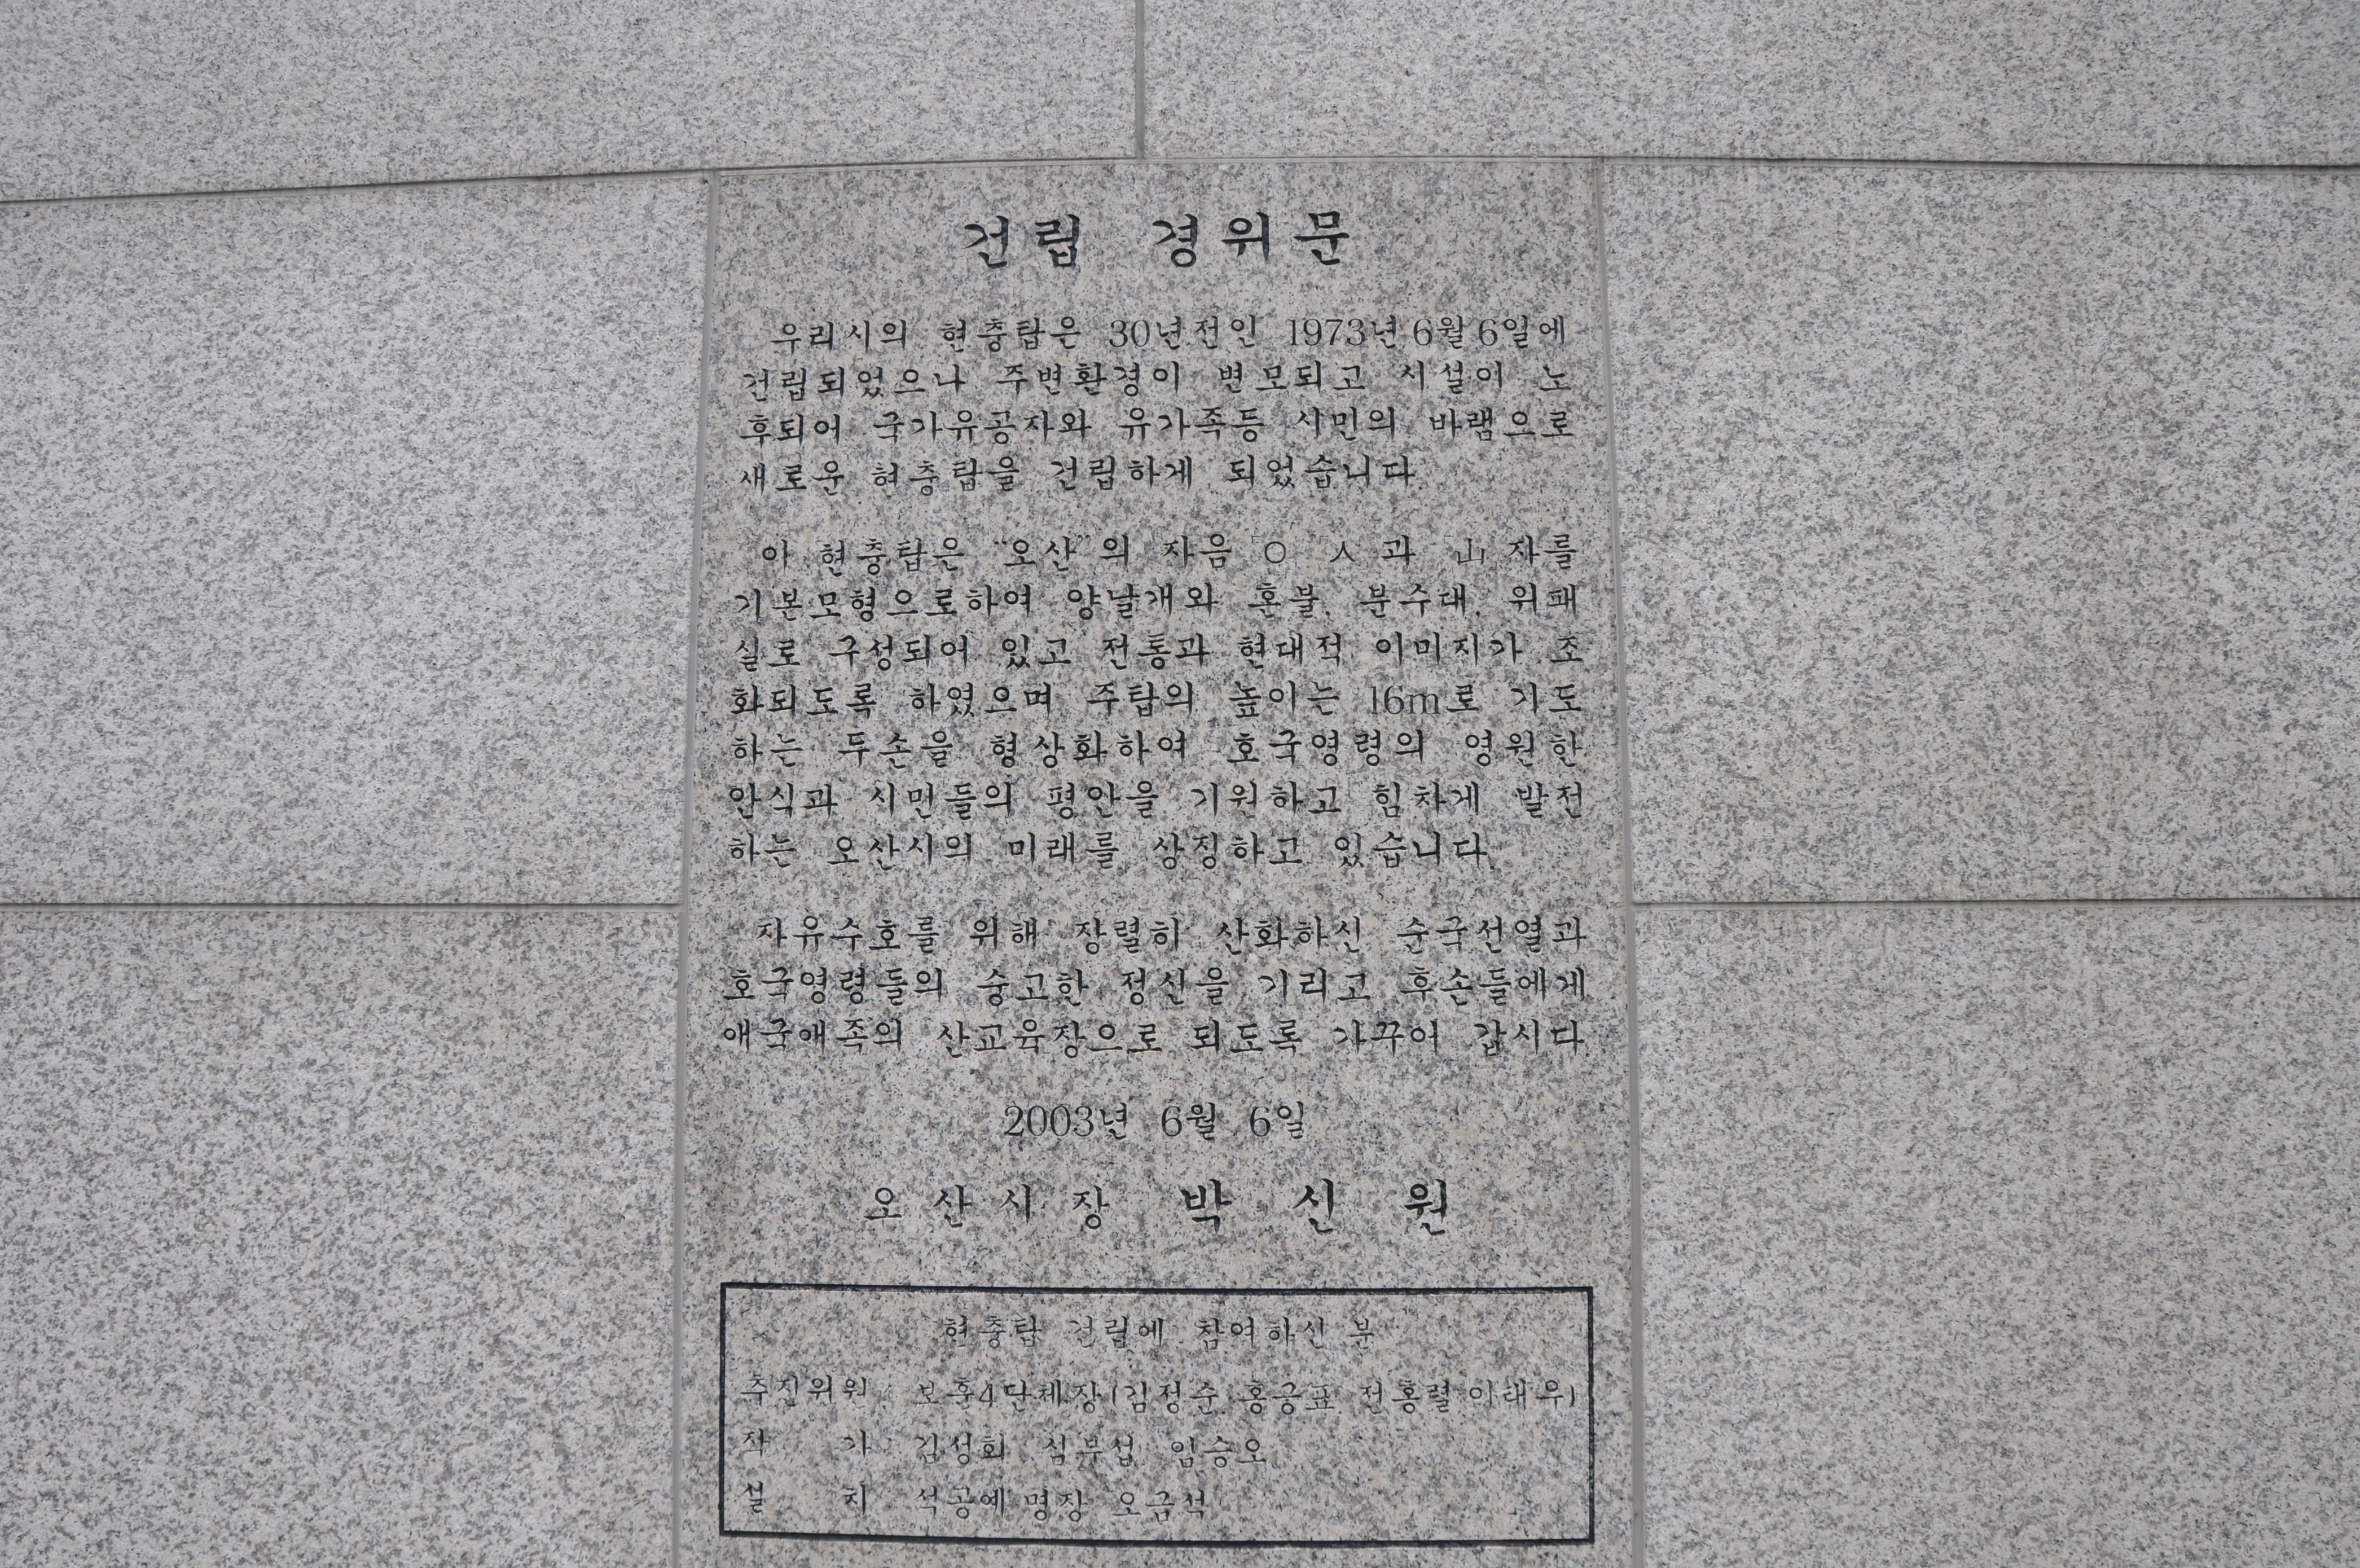 건립 경위문
우리시의 현충탑은 30년전인 1973년 6월 6일에
건립되었으나 주변환경이 변모되고 시설이 노
후되어 국가유공자와 유가족등 시민의 바램으로
새로운 현충탑을 건립하게 되었습니다.
이 현충탑은 "오산"의 자음 「ㅇ ㅅ」과 「山」자를
기본모형으로하여 양날개와 혼불, 분수대, 위패
실로 구성되어 있고 전통과 현대적 이미지가 조
화되도록 하였으며 주탑의 높이는 16m로 기도
하는 두손을 형상화하여 호국영령의 영원한
안식과 시민들의 평안을 기원하고 힘차게 발전
하는 오산시의 미래를 상징하고 있습니다.
자유수호를 위해 장렬히 산화하신 순국선열과
호국영령들의 숭고한 정신을 기리고 후손들에게
애국애족의 산교육장으로 되도록 가꾸어 갑시다.
2003년 6월 6일
오산시장 박신원
현충탑 건립에 참여하신 분
추진위원 : 보훈4단체장(김정순 홍긍표 전홍렬 이태우)
작 가 : 김성회 심부섭 임승오
설 치 : 석공예 명장 오금석